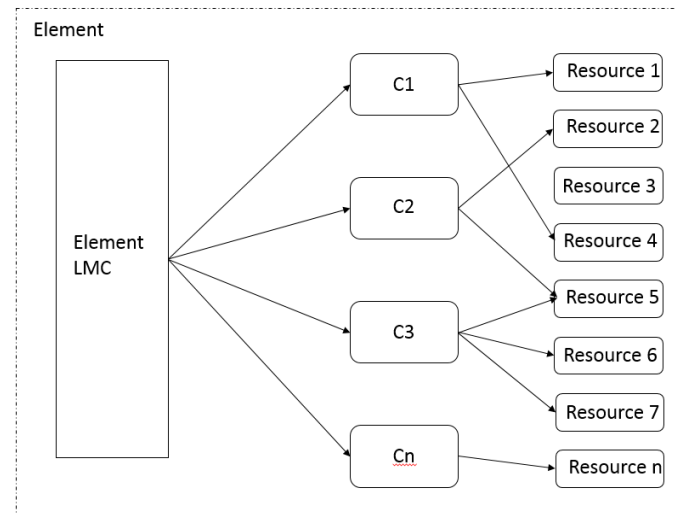 Element
Element
LMC
C1
C2
C3
Cn
Resource 1
Resource 2
Resource 3
Resource 4
Resource 5
Resource 6
Resource 7
Resource n